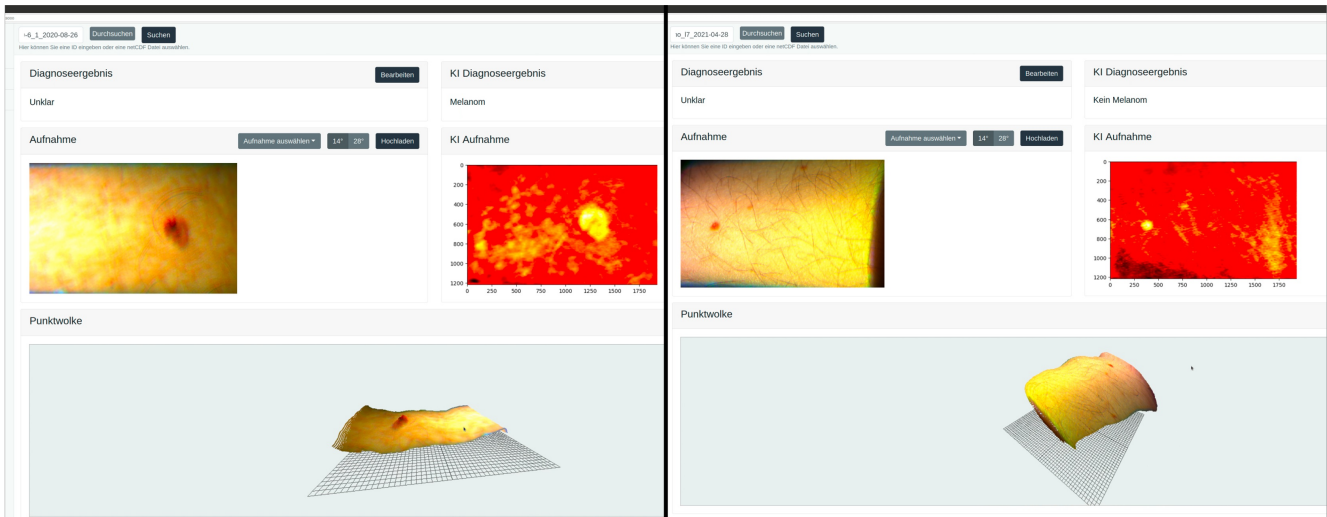 -6_1_2020-08-26 Durchsuchen Suchen
Hier können Sie eine ID eingeben oder eine netCDF Datei auswählen.
Diagnoseergebnis Bearbeiten
Unklar
KI Diagnoseergebnis
Melanom
Aufnahme Aufnahme auswählen 14° 28° Hochladen
KI Aufnahme
0
200
400
600
800
1000
1200
0 250 500 750 1000 1250 1500 1750
Punktwolke
no_l7_2021-04-28 Durchsuchen Suchen
Hier können Sie eine ID eingeben oder eine netCDF Datei auswählen.
Diagnoseergebnis Bearbeiten
Unklar
KI Diagnoseergebnis
Kein Melanom
Aufnahme Aufnahme auswählen 14° 28° Hochladen
KI Aufnahme
0
200
400
600
800
1000
1200
0 250 500 750 1000 1250 1500 1750
Punktwolke